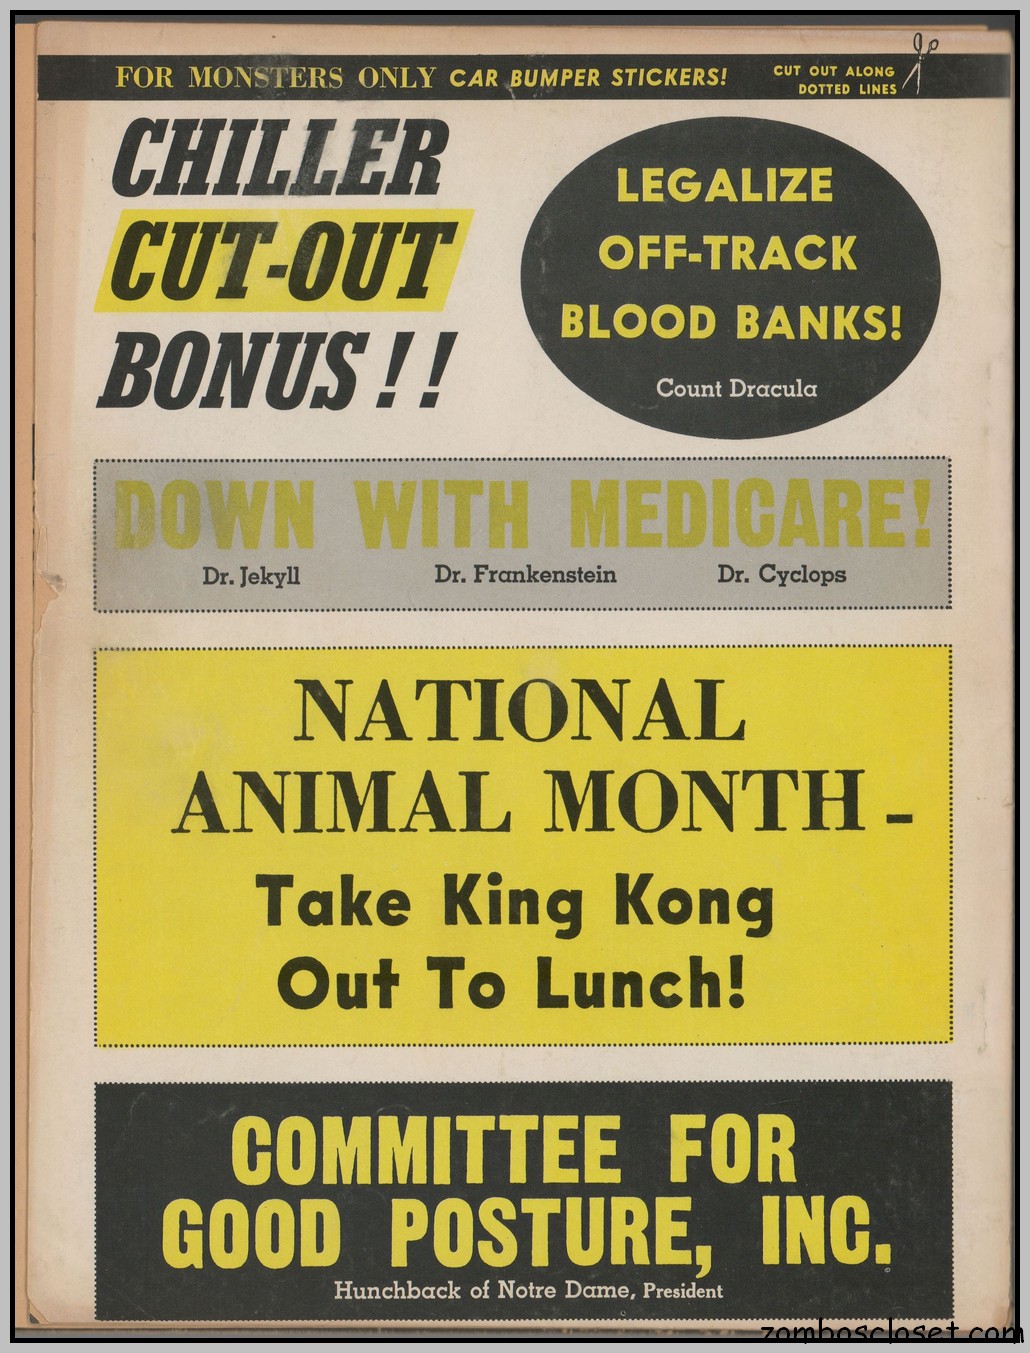 FOR MONSTERS ONLY CAR BUMPER STICKERS!
CUT OUT ALONG
DOTTED LINES
CHILLER
CUT-OUT
BONUS!!
LEGALIZE
OFF-TRACK
BLOOD BANKS!
Count Dracula
DOWN WITH MEDICARE!
Dr. Jekyll Dr. Frankenstein Dr. Cyclops
NATIONAL
ANIMAL MONTH -
Take King Kong
Out To Lunch!
COMMITTEE FOR
GOOD POSTURE, INC.
Hunchback of Notre Dame, President
zomboscloset.com